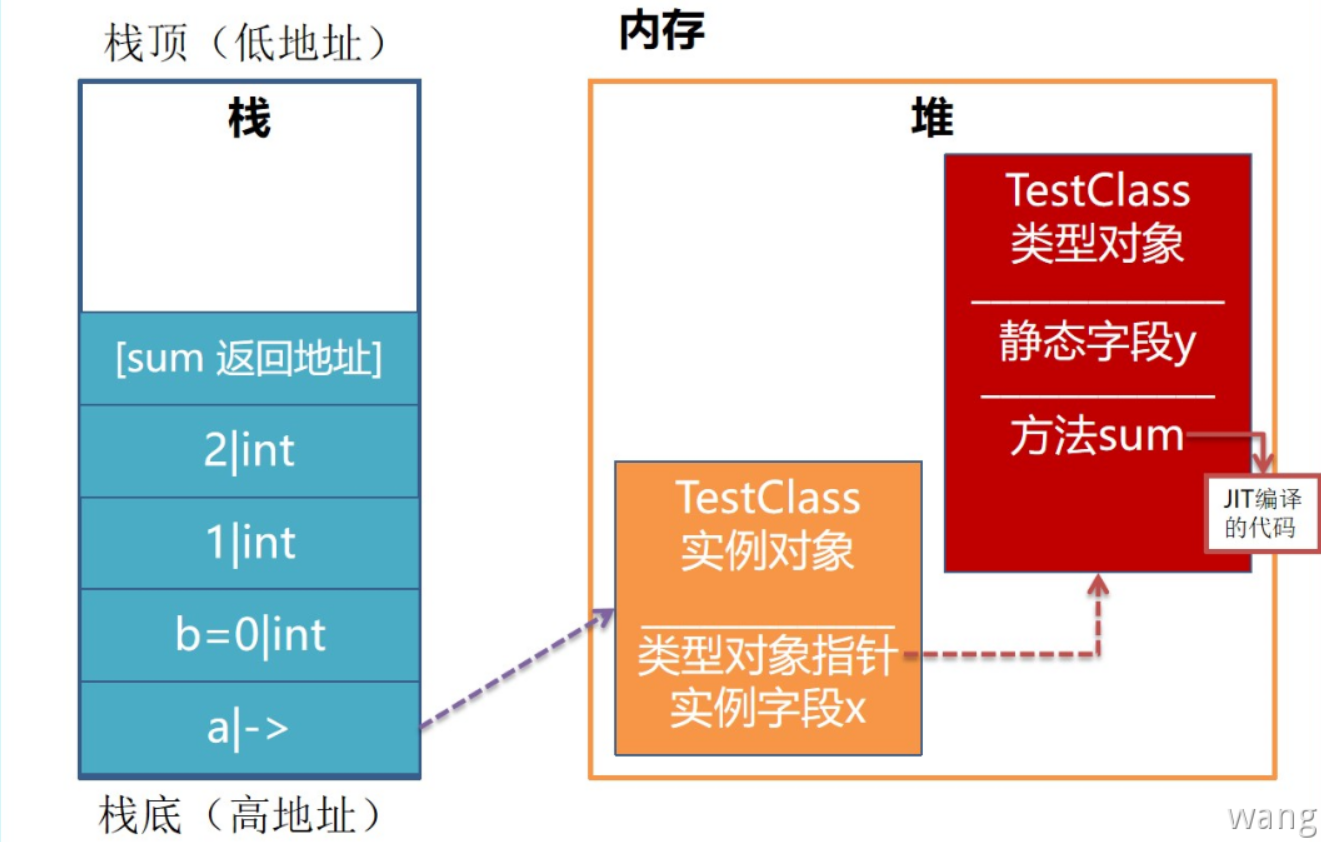 内存
栈顶（低地址）
栈
[sum 返回地址]
2|int
1|int
b=0|int
a|->
栈底（高地址）
堆
TestClass
实例对象
类型对象指针
实例字段x
TestClass
类型对象
静态字段y
方法sum
JIT编译
的代码
wang